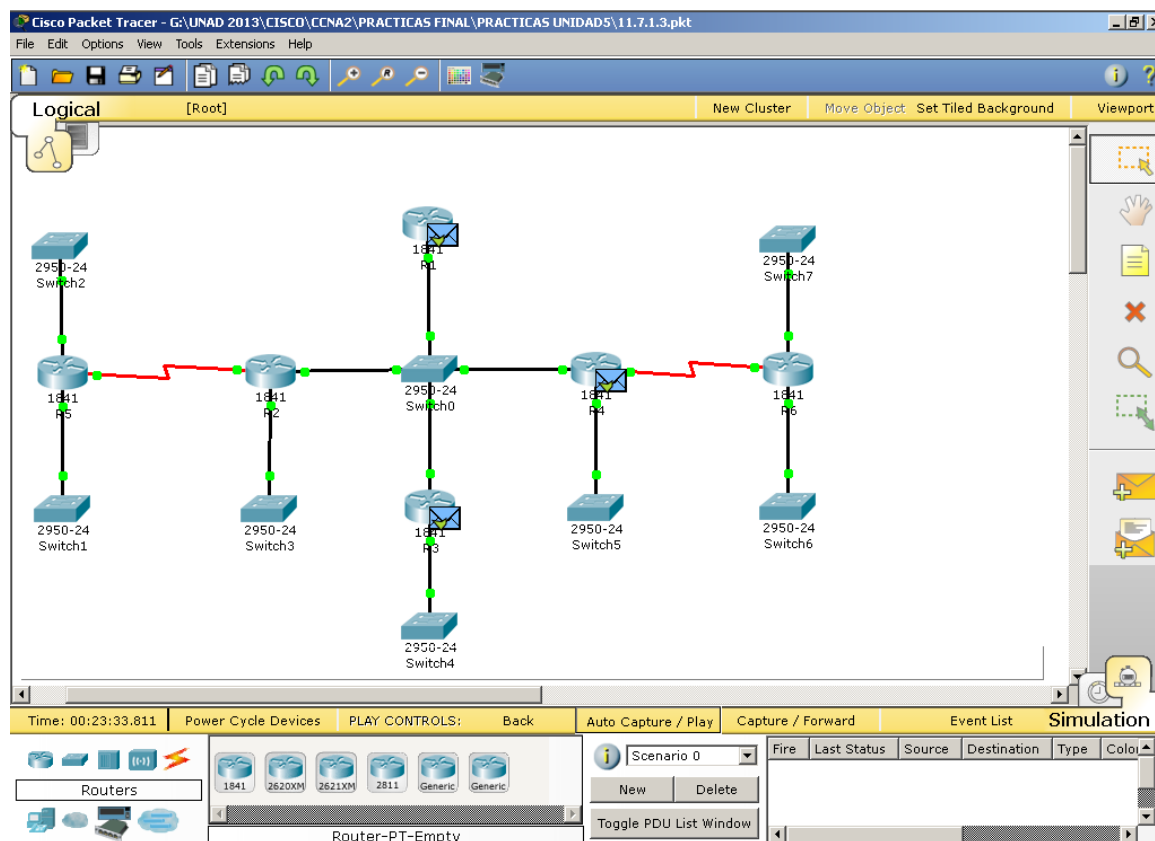 Cisco Packet Tracer - G:\UNAD 2013\CISCO\CCNA2\PRACTICAS FINAL\PRACTICAS UNIDAD5\11.7.1.3.pkt
File Edit Options View Tools Extensions Help
Logical [Root] New Cluster Move Object Set Tiled Background Viewport
1841
R1
2950-24
Switch2
2950-24
Switch7
1841
R5
1841
R2
2950-24
Switch0
1841
R4
1841
R6
2950-24
Switch1
2950-24
Switch3
1841
R3
2950-24
Switch5
2950-24
Switch6
2950-24
Switch4
Time: 00:23:33.811 Power Cycle Devices PLAY CONTROLS: Back Auto Capture / Play Capture / Forward Event List Simulation
Routers
1841 2620XM 2621XM 2811 Generic Generic
Router-PT-Empty
Scenario 0
New Delete
Toggle PDU List Window
Fire Last Status Source Destination Type Color